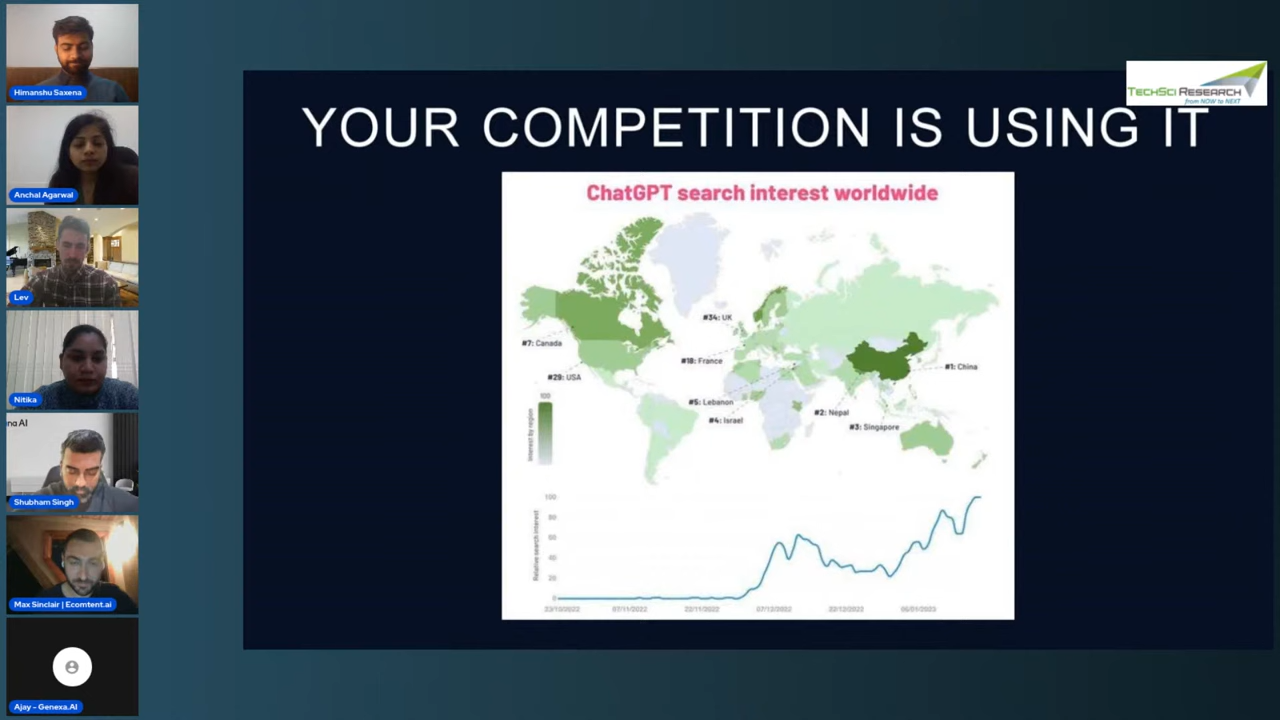 Himanshu Saxena
Anchal Agarwal
Lev
Nitika
na AI
Shubham Singh
Max Sinclair | Ecomtent.ai
Ajay - Genexa.AI
TECHSCI RESEARCH
from NOW to NEXT
YOUR COMPETITION IS USING IT
ChatGPT search interest worldwide
#34: UK
#7: Canada
#18: France
#1: China
#29: USA
#5: Lebanon
#2: Nepal
#4: Israel
#3: Singapore
100
Interest by region
100
80
60
40
20
0
Relative search interest
23/10/2022 07/11/2022 22/11/2022 07/12/2022 22/12/2022 06/01/2023